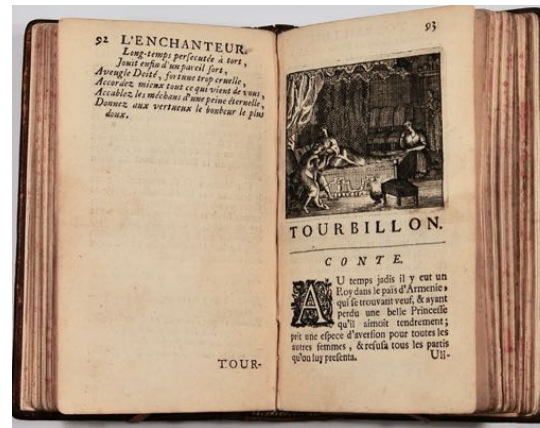 92 L'ENCHANTEUR.
Long-temps persecutée à tort,
Jouit enfin d'un pareil sort,
Aveugle Deité, fortune trop cruelle,
Accordez mieux tout ce qui vient de vous,
Accablez les méchans d'une peine éternelle,
Donnez aux vertueux le bonheur le plus
doux.
TOUR-
93
TOURBILLON.
CONTE.
AU temps jadis il y eut un
Roy dans le païs d'Armenie,
qui se trouvant veuf, & ayant
perdu une belle Princesse
qu'il aimoit tendrement;
prit une espece d'aversion pour toutes les
autres femmes, & refusa tous les partis
qu'on luy presenta.
Uli-